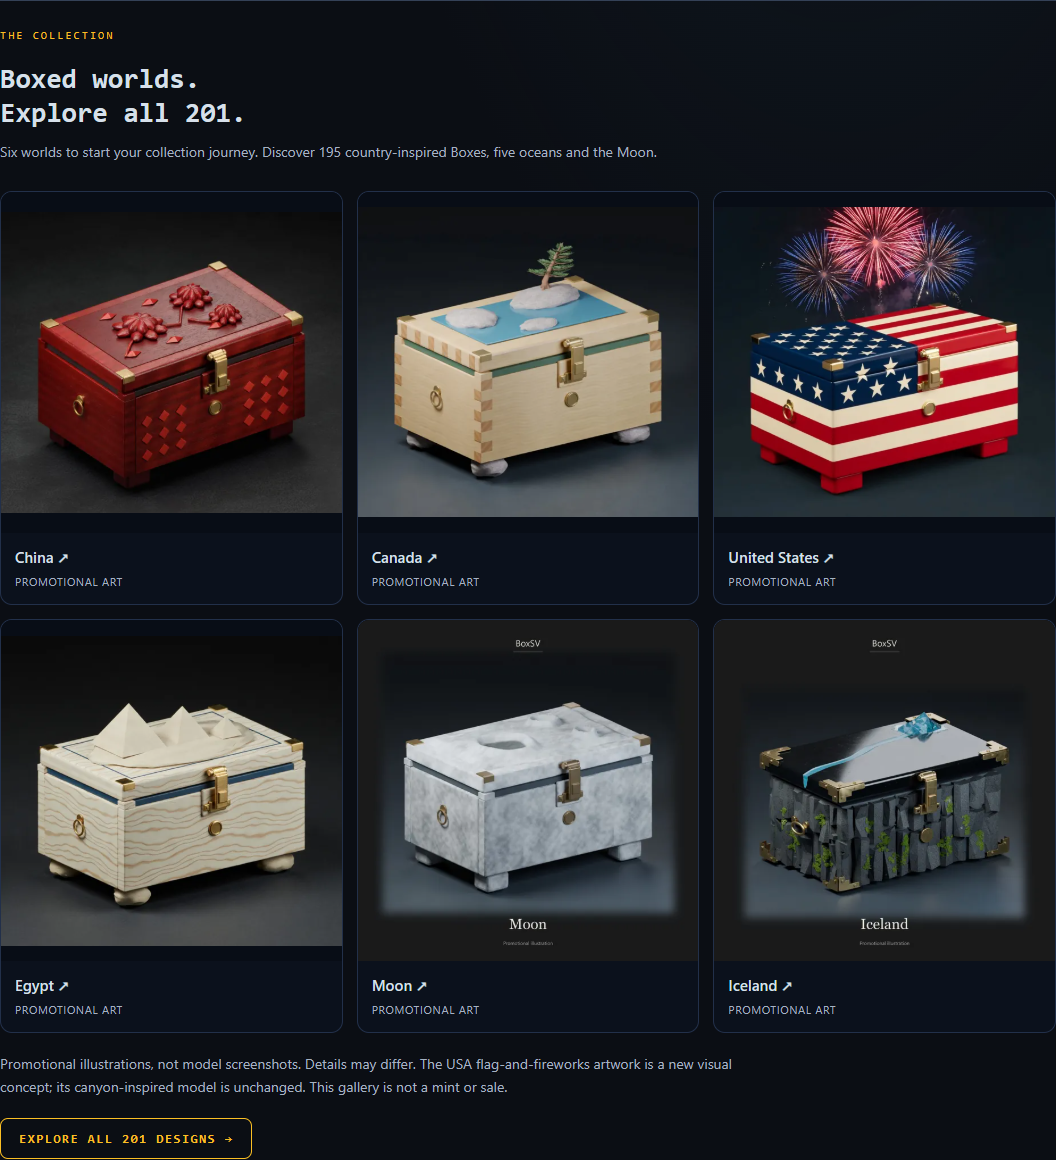 THE COLLECTION
Boxed worlds.
Explore all 201.
Six worlds to start your collection journey. Discover 195 country-inspired Boxes, five oceans and the Moon.
China ↗
PROMOTIONAL ART
Canada ↗
PROMOTIONAL ART
United States ↗
PROMOTIONAL ART
Egypt ↗
PROMOTIONAL ART
BoxSV
Moon
Promotional illustration
Moon ↗
PROMOTIONAL ART
BoxSV
Iceland
Promotional illustration
Iceland ↗
PROMOTIONAL ART
Promotional illustrations, not model screenshots. Details may differ. The USA flag-and-fireworks artwork is a new visual
concept; its canyon-inspired model is unchanged. This gallery is not a mint or sale.
EXPLORE ALL 201 DESIGNS →